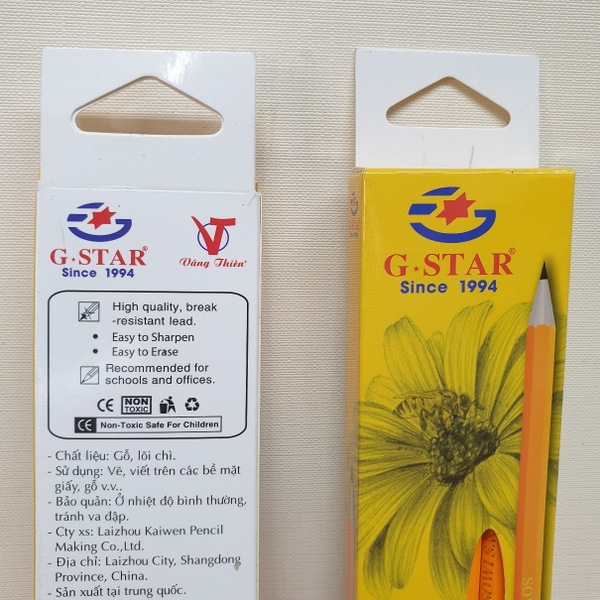 G★STAR®
Since 1994
VT
Vâng Thiên®
High quality, break
-resistant lead.
• Easy to Sharpen
• Easy to Erase
Recommended for
schools and offices.
CE NON TOXIC
CE Non-Toxic Safe For Children
- Chất liệu: Gỗ, lõi chì.
- Sử dụng: Vẽ, viết trên các bề mặt
giấy, gỗ v.v..
- Bảo quản: Ở nhiệt độ bình thường,
tránh va đập.
- Cty xs: Laizhou Kaiwen Pencil
Making Co.,Ltd.
- Địa chỉ: Laizhou City, Shangdong
Province, China.
- Sản xuất tại trung quốc.
G★STAR®
Since 1994